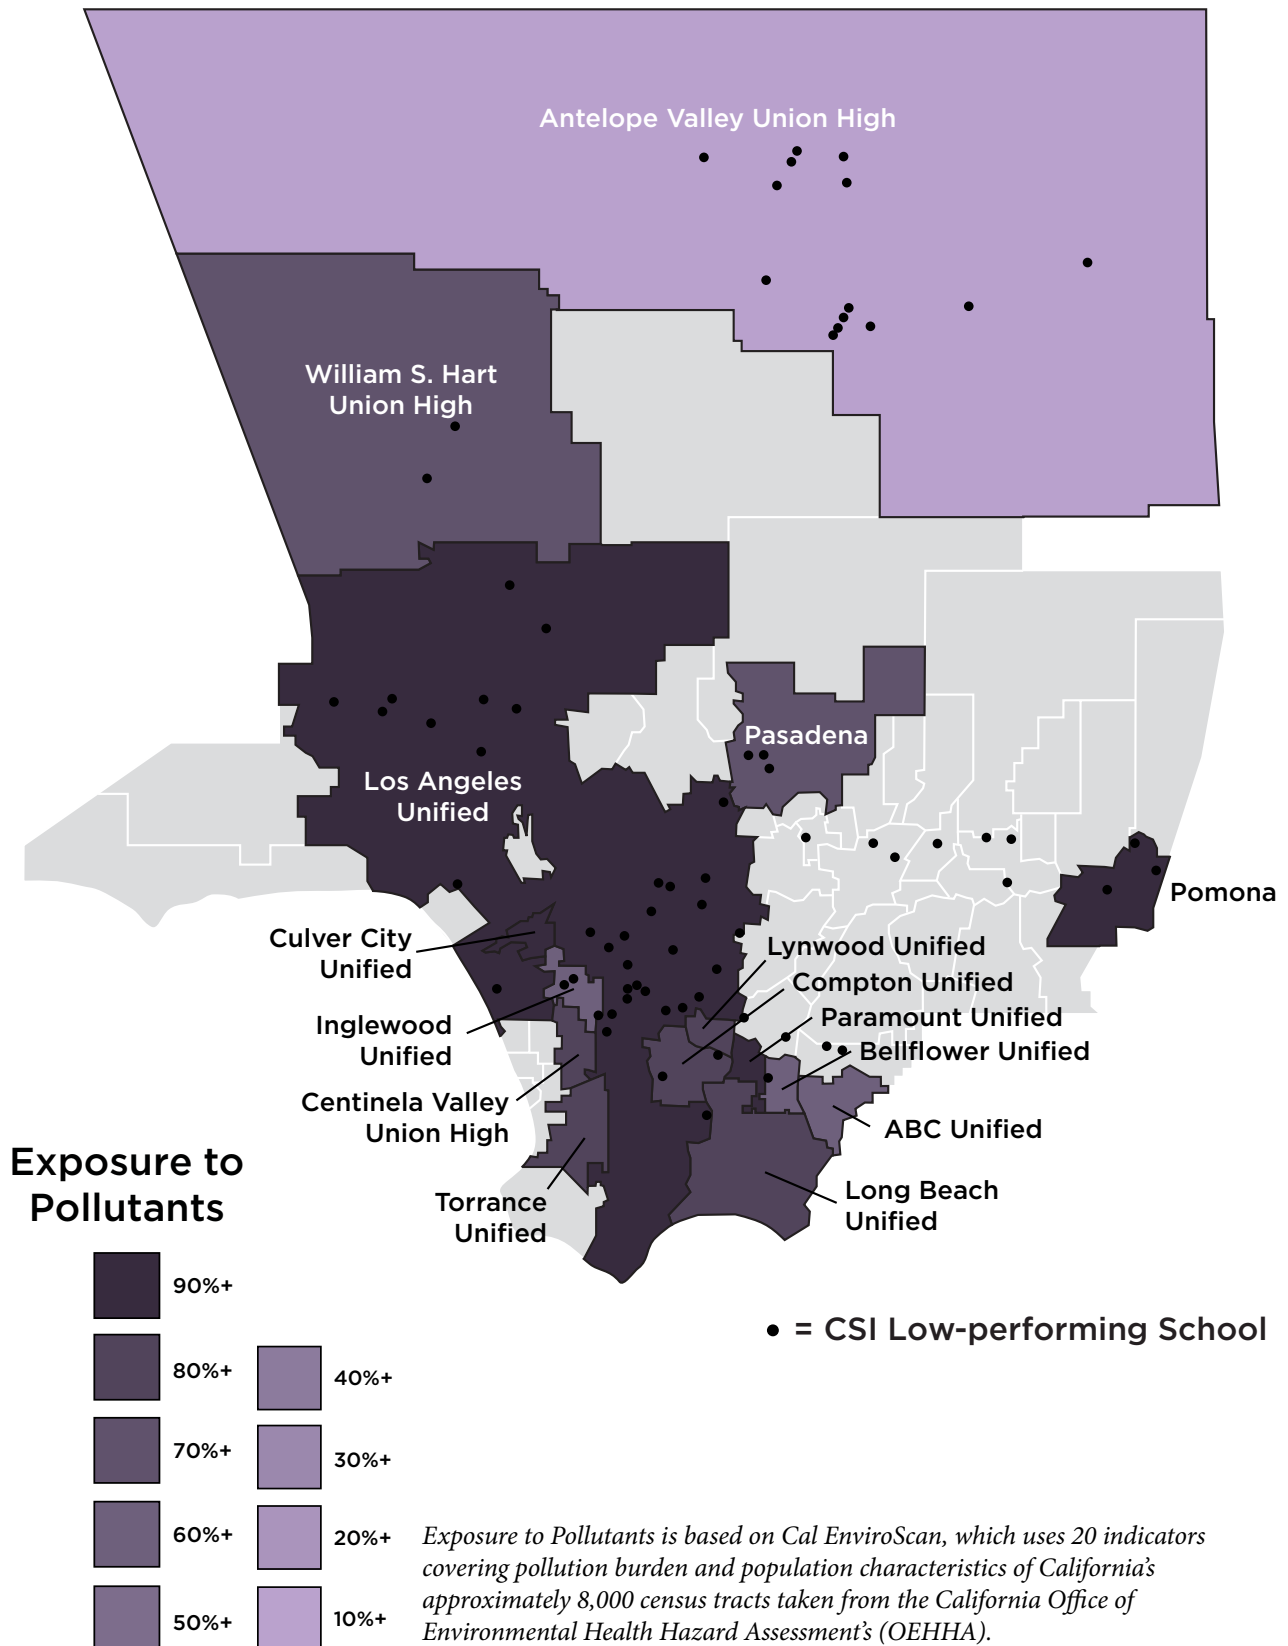 Antelope Valley Union High
William S. Hart
Union High
Pasadena
Los Angeles
Unified
Pomona
Culver City
Unified
Lynwood Unified
Compton Unified
Inglewood
Unified
Paramount Unified
Bellflower Unified
Centinela Valley
Union High
ABC Unified
Torrance
Unified
Long Beach
Unified
Exposure to
Pollutants
90%+
80%+
70%+
60%+
50%+
40%+
30%+
20%+
10%+
= CSI Low-performing School
Exposure to Pollutants is based on Cal EnviroScan, which uses 20 indicators
covering pollution burden and population characteristics of California's
approximately 8,000 census tracts taken from the California Office of
Environmental Health Hazard Assessment's (OEHHA).